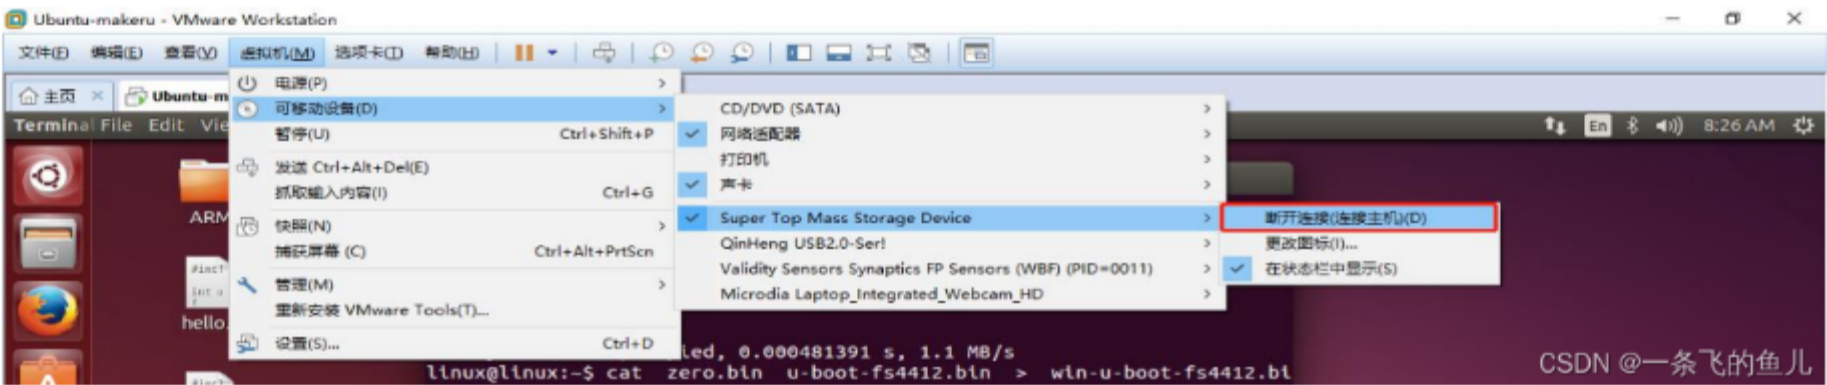 Ubuntu-makeru - VMware Workstation
文件(F) 编辑(E) 查看(V) 虚拟机(M) 选项卡(T) 帮助(H)
主页 Ubuntu-m
Terminal File Edit Vie
En 8:26 AM
电源(P)
可移动设备(D)
暂停(U) Ctrl+Shift+P
发送 Ctrl+Alt+Del(E)
抓取输入内容(I) Ctrl+G
快照(N)
捕获屏幕 (C) Ctrl+Alt+PrtScn
管理(M)
重新安装 VMware Tools(T)...
设置(S)... Ctrl+D
CD/DVD (SATA)
网络适配器
打印机
声卡
Super Top Mass Storage Device
QinHeng USB2.0-Ser!
Validity Sensors Synaptics FP Sensors (WBF) (PID=0011)
Microdia Laptop_Integrated_Webcam_HD
断开连接(连接主机)(D)
更改图标(I)...
在状态栏中显示(S)
ARM
#incl
int
hello.
ied, 0.000481391 s, 1.1 MB/s
linux@linux:~$ cat zero.bin u-boot-fs4412.bin > win-u-boot-fs4412.bi
CSDN @一条飞的鱼儿